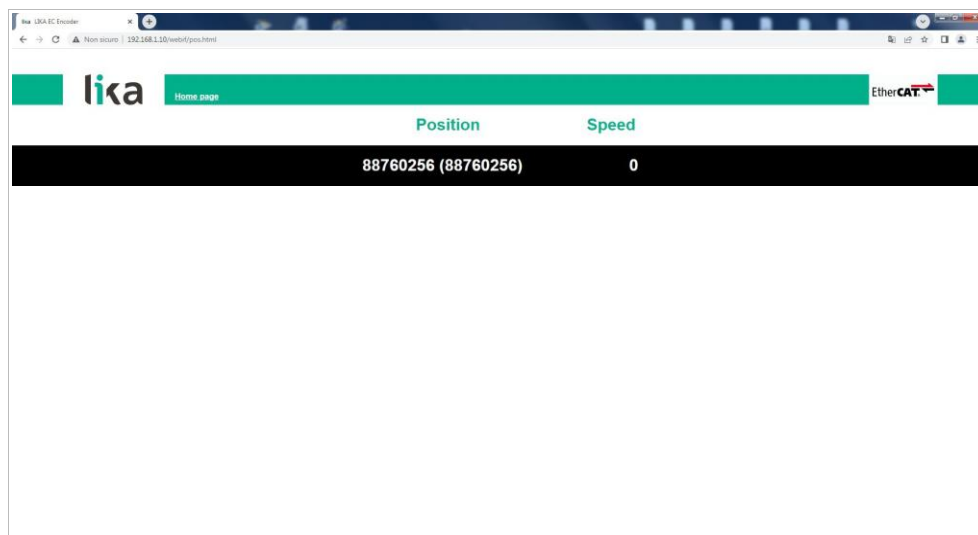 lika LIKA EC Encoder
Non sicuro | 192.168.1.10/webif/pos.html
lika
Home page
EtherCAT
Position Speed
88760256 (88760256) 0